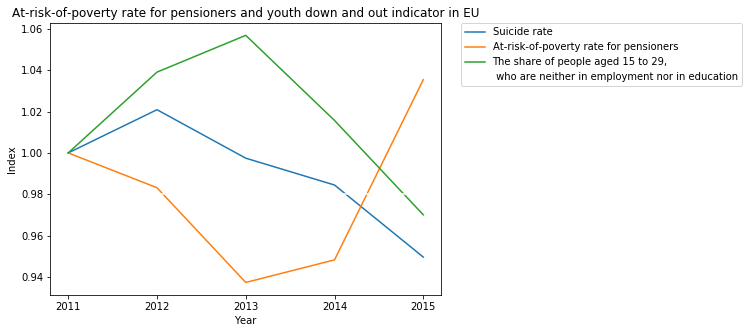 At-risk-of-poverty rate for pensioners and youth down and out indicator in EU
Suicide rate
At-risk-of-poverty rate for pensioners
The share of people aged 15 to 29,
who are neither in employment nor in education
Index
1.06
1.04
1.02
1.00
0.98
0.96
0.94
2011 2012 2013 2014 2015
Year